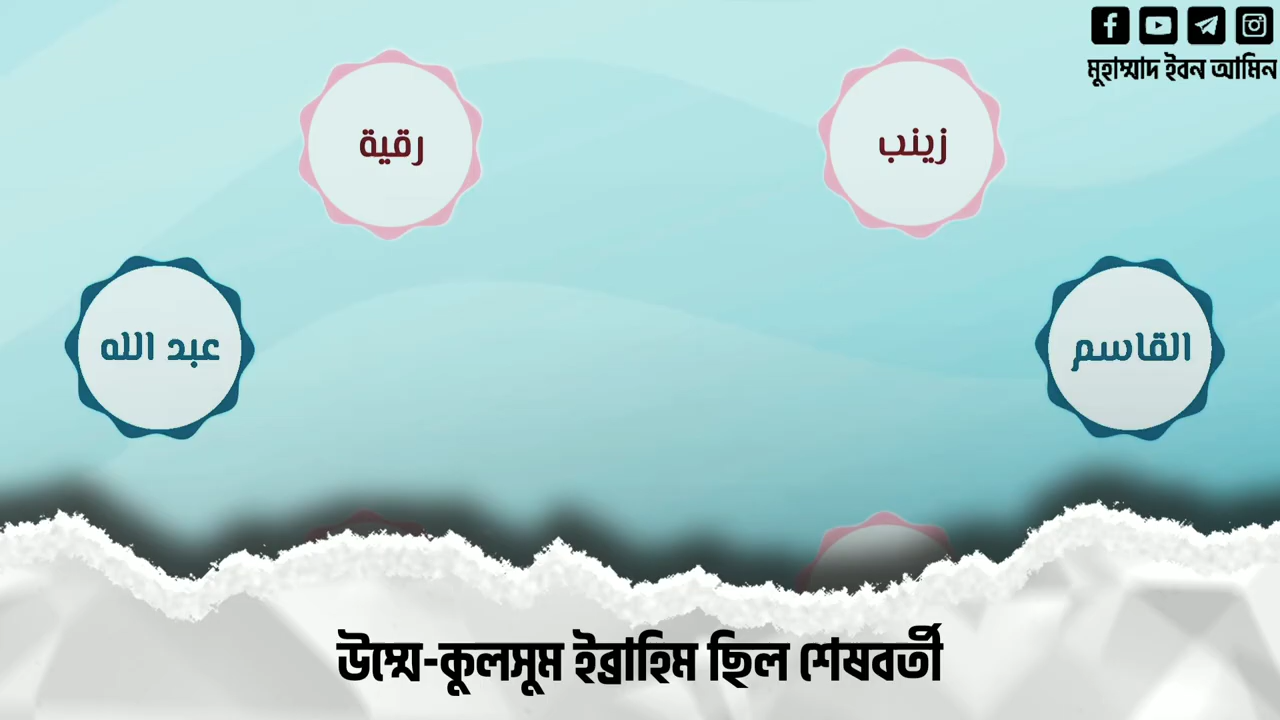 মুহাম্মাদ ইবন আমিন
رقية
زينب
عبد الله
القاسم
উম্মে-কুলসুম ইব্রাহিম ছিল শেষবর্তী